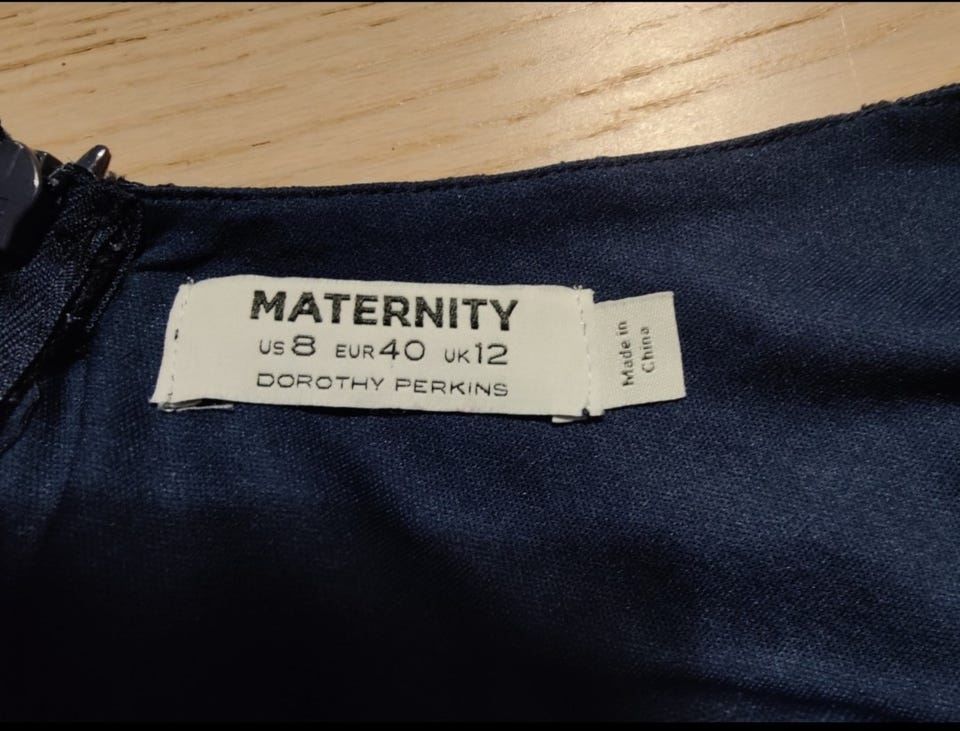 MATERNITY
US 8 EUR 40 UK 12
DOROTHY PERKINS
Made in
China